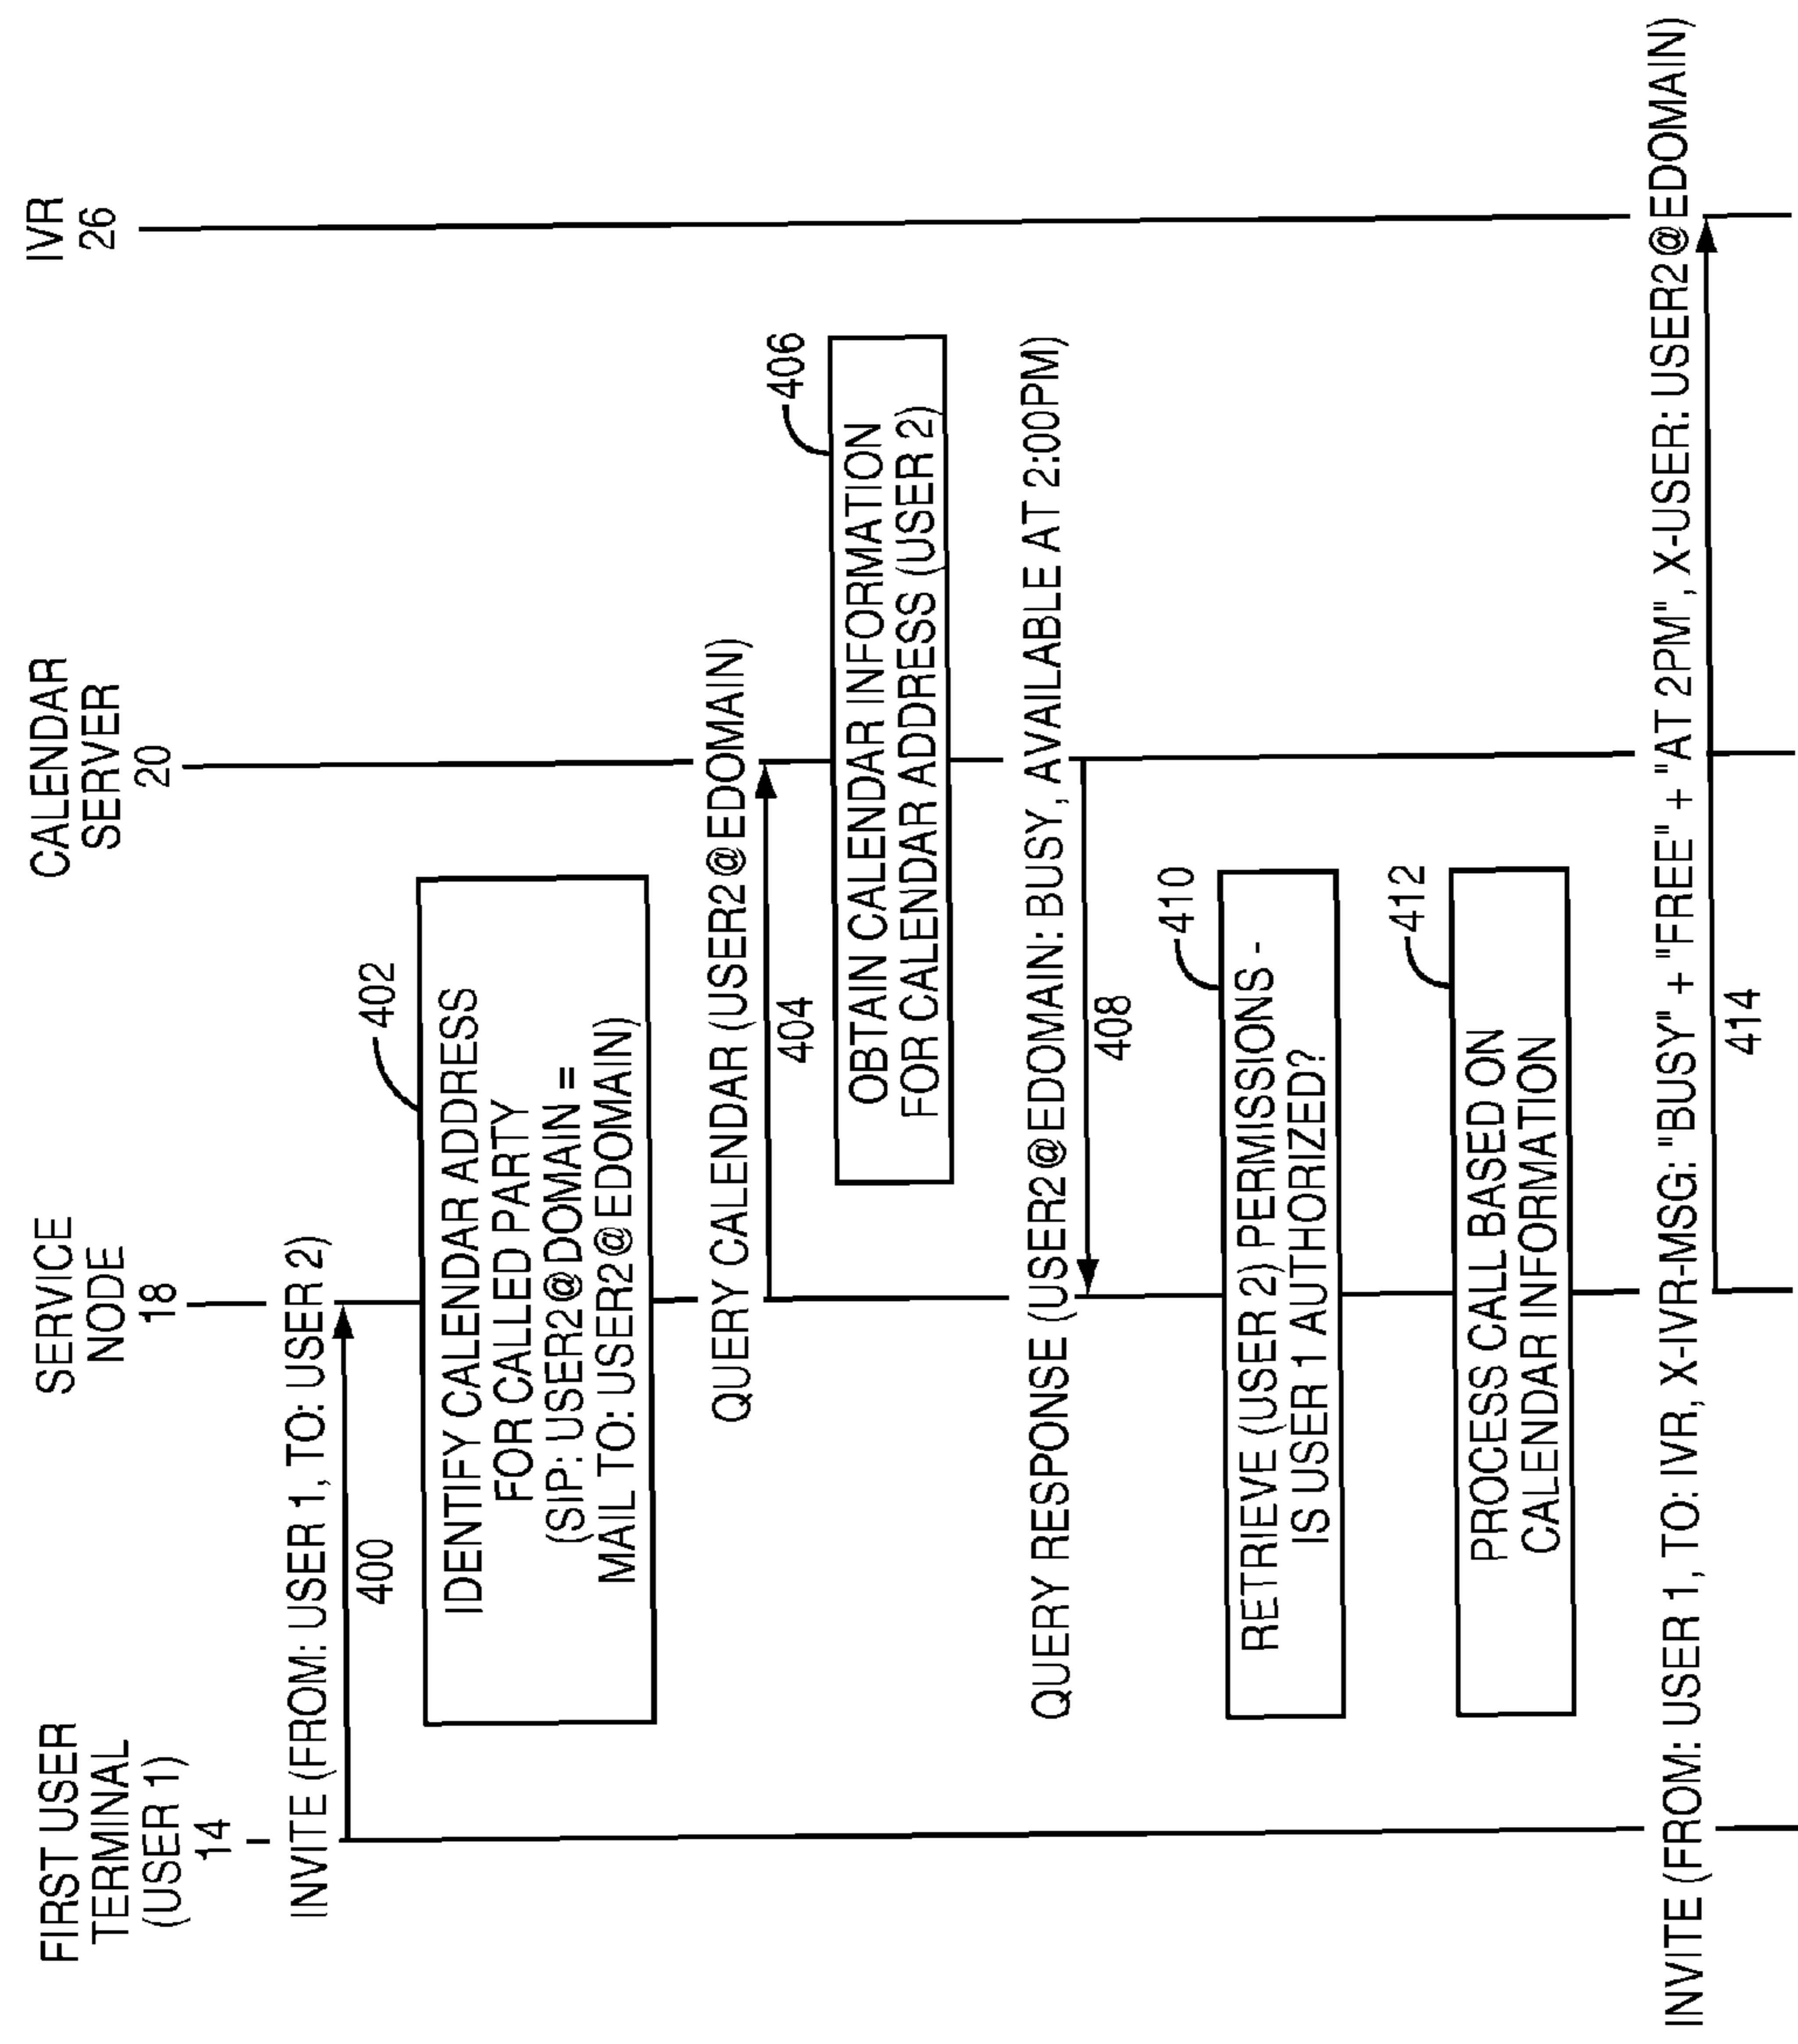 FIRST USER
TERMINAL
(USER 1)
14
SERVICE
NODE
18
CALENDAR
SERVER
20
IVR
26
INVITE (FROM: USER 1, TO: USER 2)
400
402
IDENTIFY CALENDAR ADDRESS
FOR CALLED PARTY
(SIP: USER2@DOMAIN =
MAIL TO: USER2@EDOMAIN)
QUERY CALENDAR (USER2@EDOMAIN)
404
406
OBTAIN CALENDAR INFORMATION
FOR CALENDAR ADDRESS (USER 2)
QUERY RESPONSE (USER2@EDOMAIN: BUSY, AVAILABLE AT 2:00PM)
408
410
RETRIEVE (USER 2) PERMISSIONS -
IS USER 1 AUTHORIZED?
412
PROCESS CALL BASED ON
CALENDAR INFORMATION
INVITE (FROM: USER 1, TO: IVR, X-IVR-MSG: "BUSY" + "FREE" + "AT 2PM", X-USER: USER2@EDOMAIN)
414